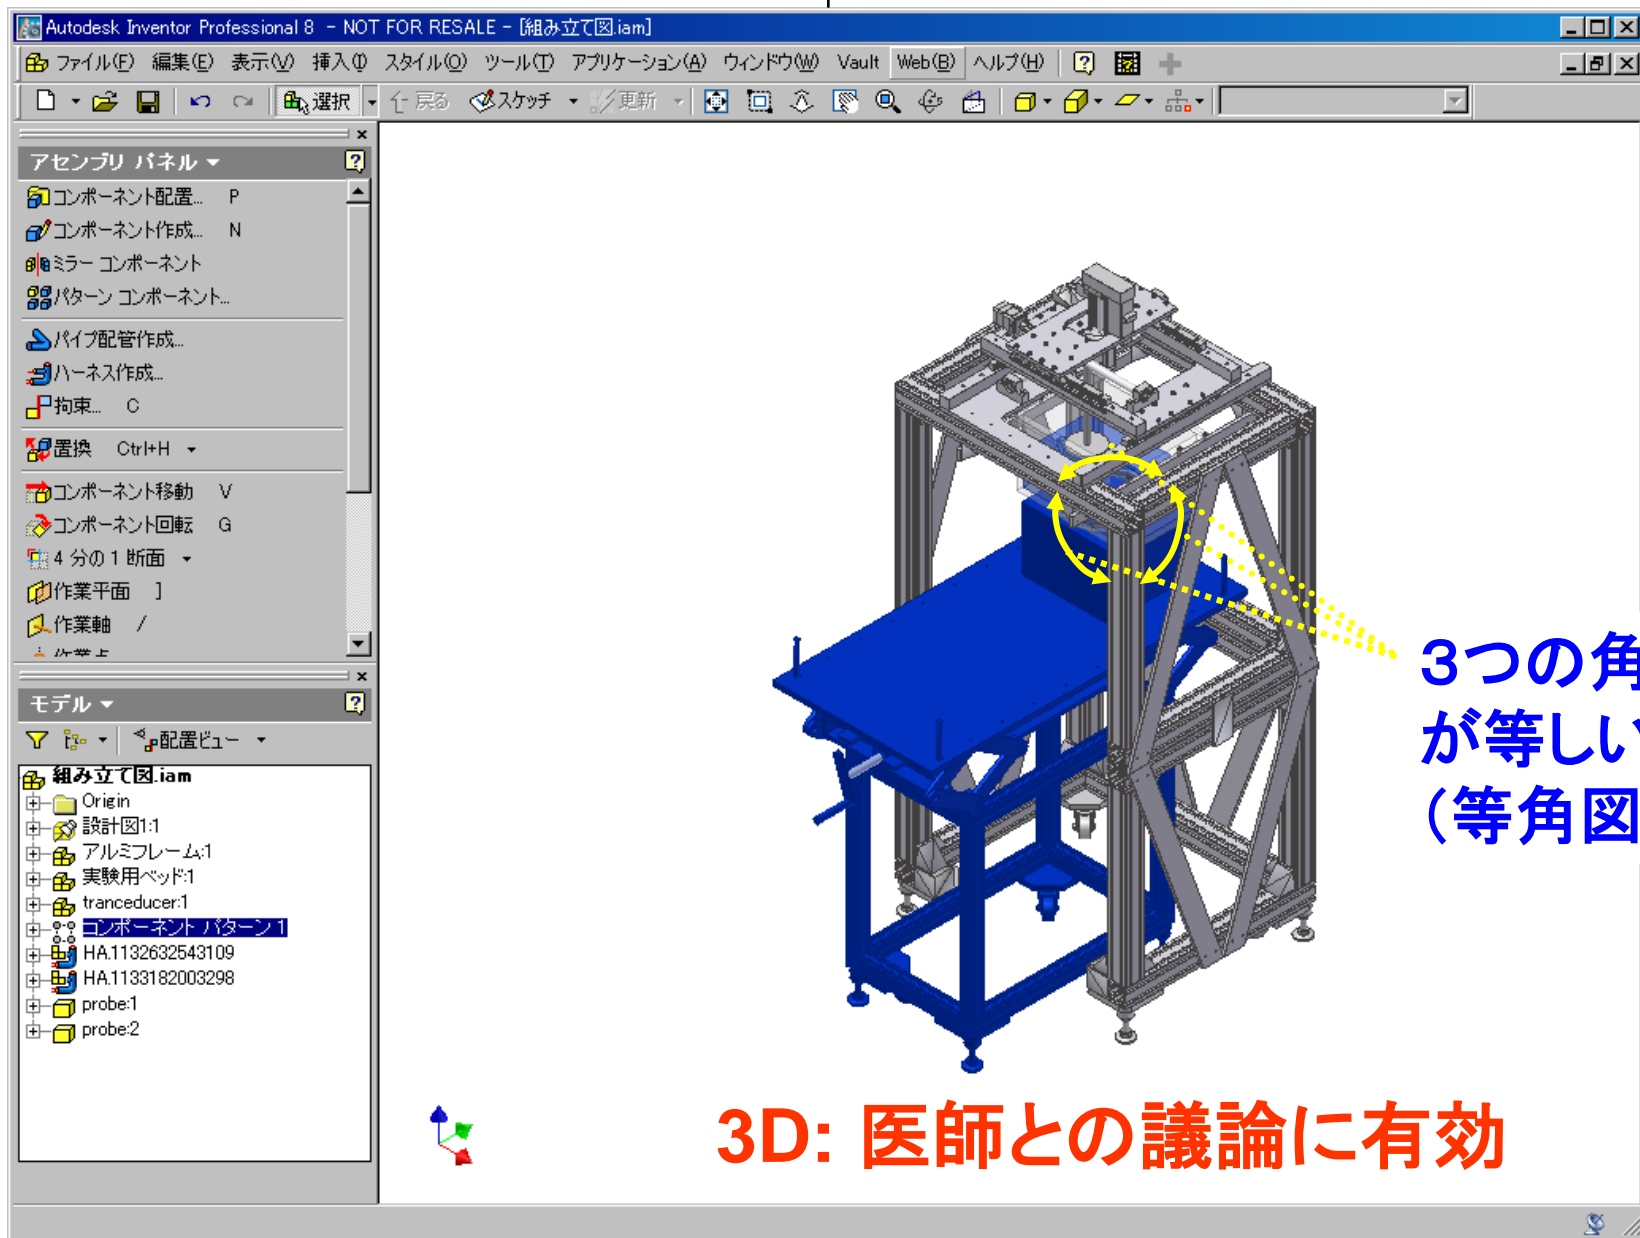 Autodesk Inventor Professional 8 - NOT FOR RESALE - [組み立て図.iam]
ファイル(F) 編集(E) 表示(V) 挿入(I) スタイル(O) ツール(T) アプリケーション(A) ウィンドウ(W) Vault Web(B) ヘルプ(H)
選択 戻る スケッチ 更新
アセンブリ パネル
コンポーネント配置... P
コンポーネント作成... N
ミラー コンポーネント
パターン コンポーネント...
パイプ配管作成...
ハーネス作成...
拘束... C
置換 Ctrl+H
コンポーネント移動 V
コンポーネント回転 G
4 分の 1 断面
作業平面 ]
作業軸 /
作業点
モデル
配置ビュー
組み立て図.iam
Origin
設計図1:1
アルミフレーム:1
実験用ベッド:1
tranceducer:1
コンポーネント パターン 1
HA.1132632543109
HA.1133182003298
probe:1
probe:2
3つの角
が等しい
(等角図
3D: 医師との議論に有効